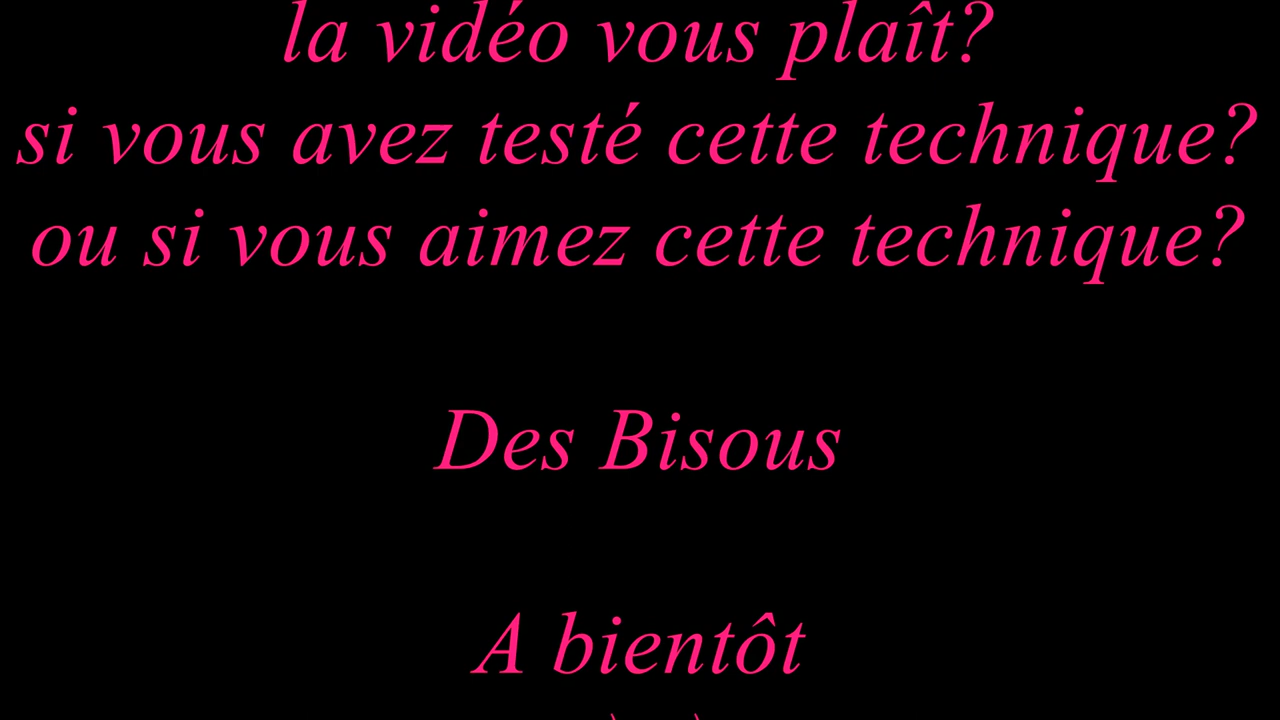 la vidéo vous plaît?
si vous avez testé cette technique?
ou si vous aimez cette technique?
Des Bisous
A bientôt